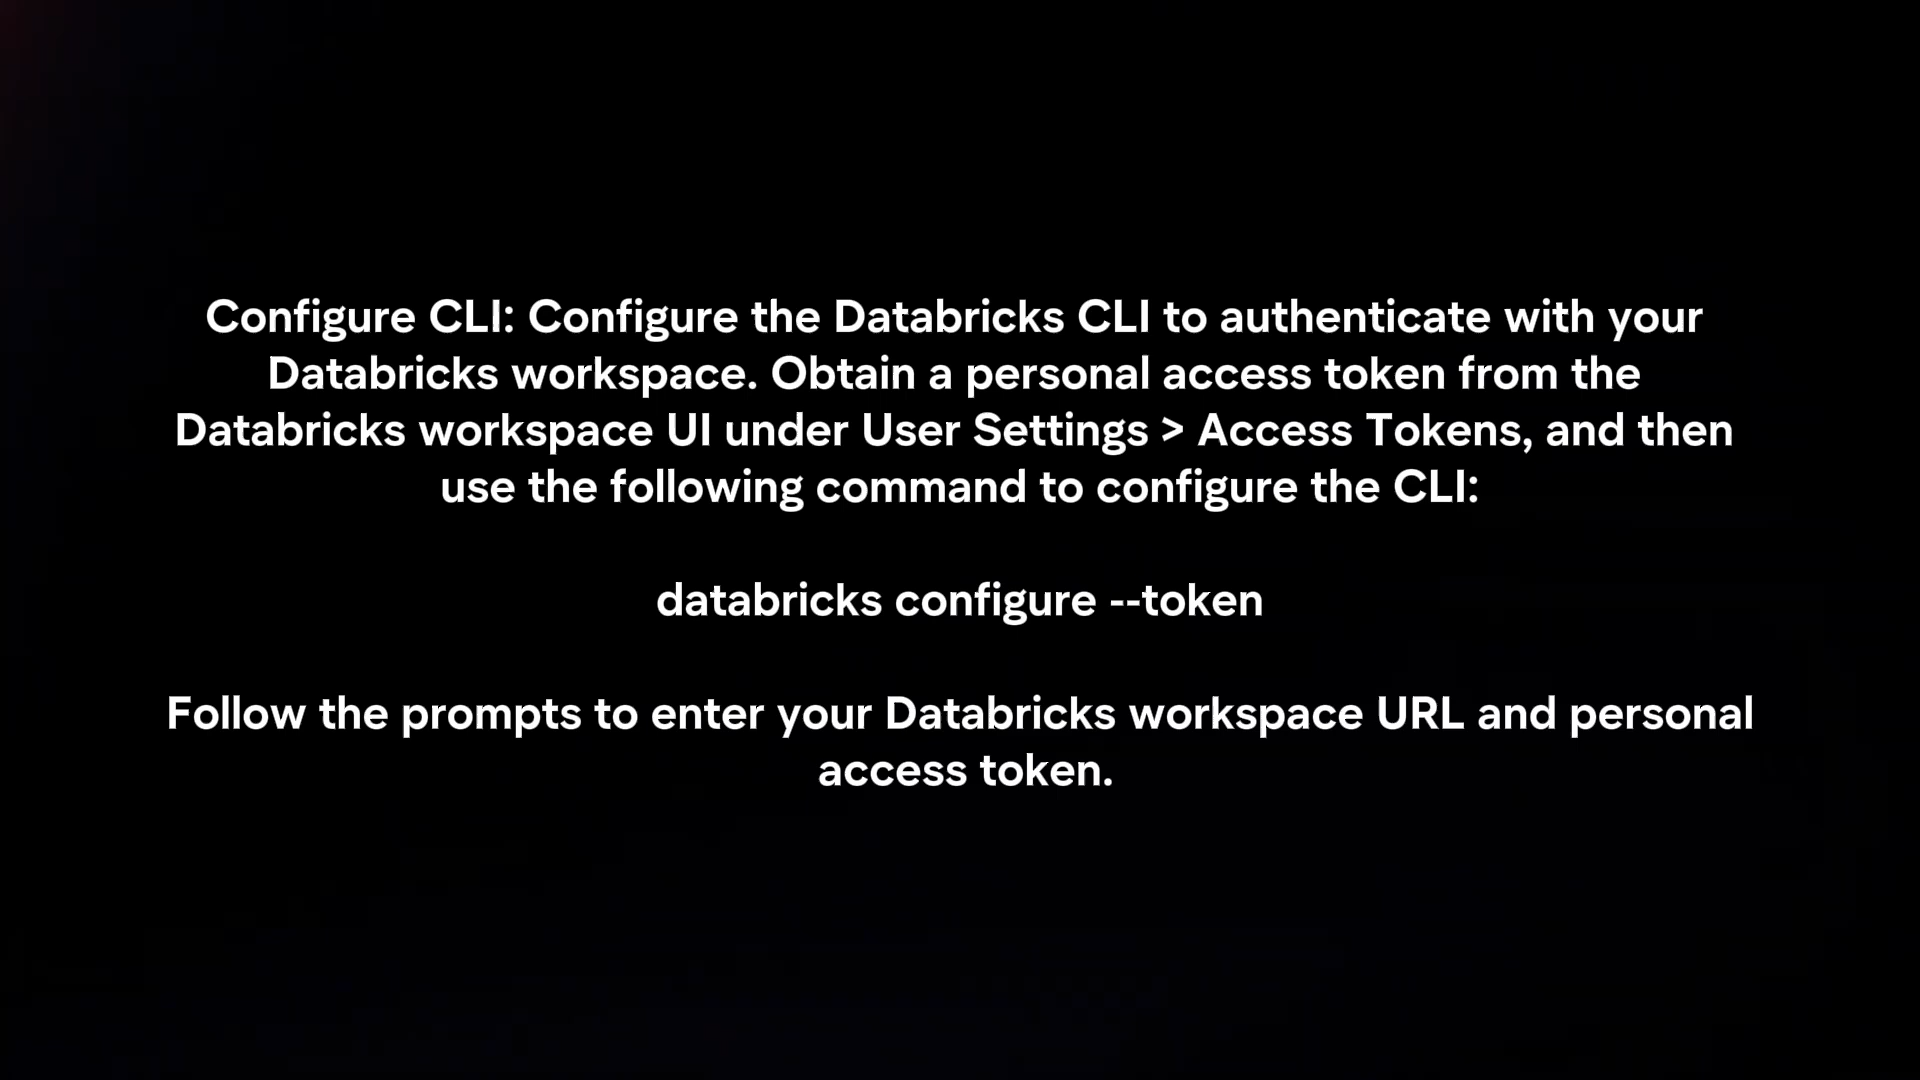 Configure CLI: Configure the Databricks CLI to authenticate with your
Databricks workspace. Obtain a personal access token from the
Databricks workspace UI under User Settings > Access Tokens, and then
use the following command to configure the CLI:
databricks configure --token
Follow the prompts to enter your Databricks workspace URL and personal
access token.